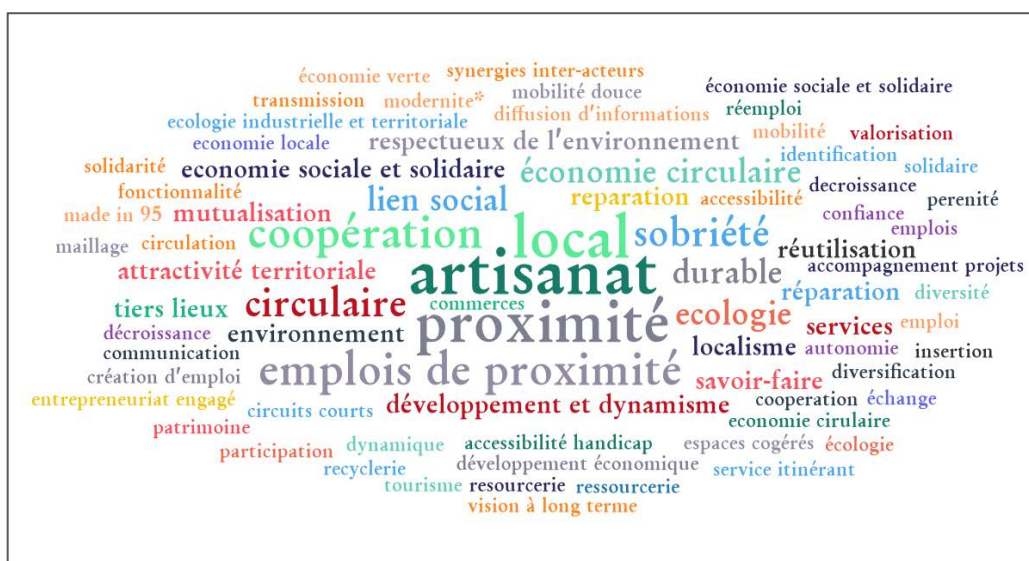 économie verte synergies inter-acteurs
mobilité douce économie sociale et solidaire
transmission modernite* diffusion d'informations réemploi
ecologie industrielle et territoriale mobilité valorisation
economie locale respectueux de l'environnement identification
solidarité economie sociale et solidaire économie circulaire solidaire
fonctionnalité lien social reparation accessibilité decroissance perenité
made in 95 mutualisation confiance emplois
maillage circulation coopération local sobriété réutilisation
attractivité territoriale artisanat durable accompagnement projets
tiers lieux circulaire commerces réparation diversité
décroissance environnement proximité ecologie services emploi
communication localisme autonomie insertion
création d'emploi emplois de proximité savoir-faire diversification
entrepreneuriat engagé circuits courts développement et dynamisme cooperation échange
patrimoine economie cirulaire
participation dynamique accessibilité handicap espaces cogérés écologie
recyclerie développement économique service itinérant
tourisme resourcerie ressourcerie
vision à long terme